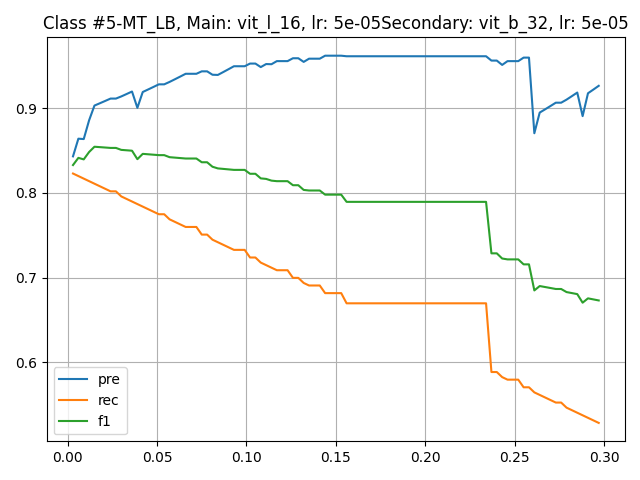 Class #5-MT_LB, Main: vit_l_16, lr: 5e-05Secondary: vit_b_32, lr: 5e-05
0.9
0.8
0.7
0.6
pre
rec
f1
0.00 0.05 0.10 0.15 0.20 0.25 0.30